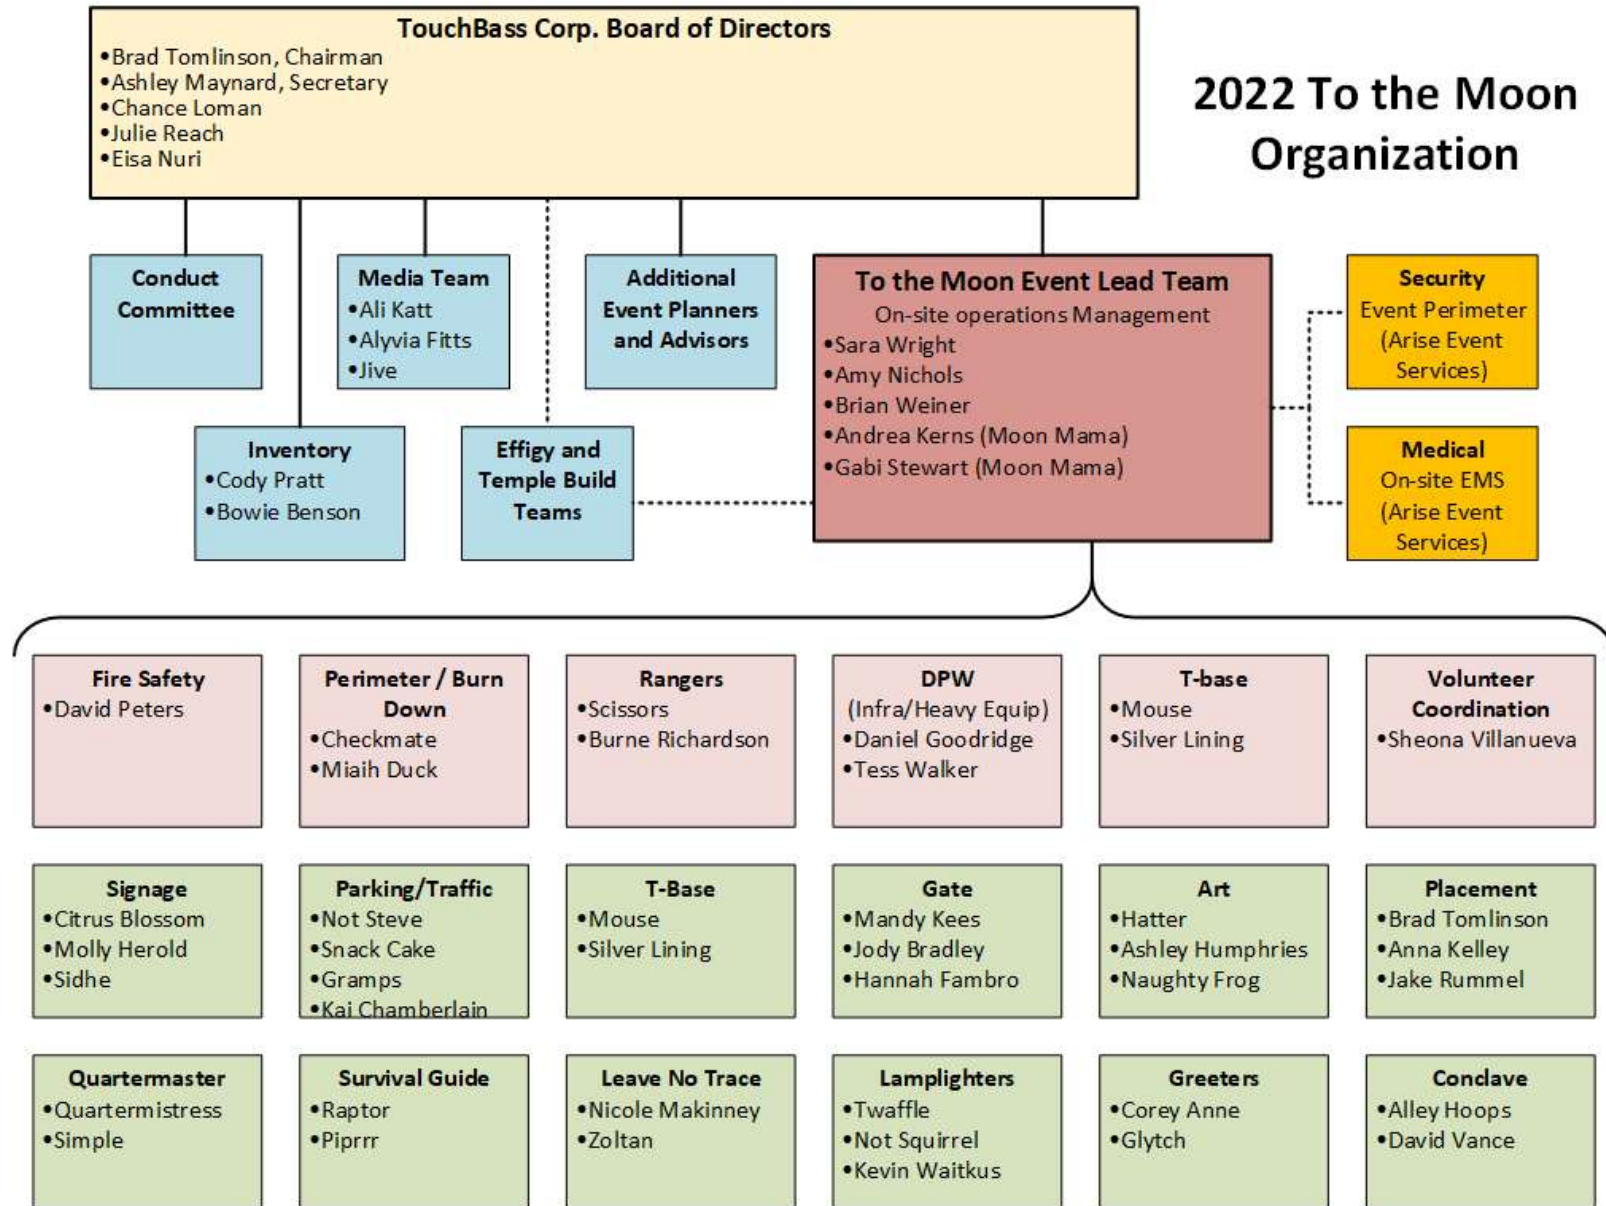 TouchBass Corp. Board of Directors
•Brad Tomlinson, Chairman
•Ashley Maynard, Secretary
•Chance Loman
•Julie Reach
•Eisa Nuri
2022 To the Moon
Organization
Conduct
Committee
Media Team
•Ali Katt
•Alyvia Fitts
•Jive
Additional
Event Planners
and Advisors
To the Moon Event Lead Team
On-site operations Management
•Sara Wright
•Amy Nichols
•Brian Weiner
•Andrea Kerns (Moon Mama)
•Gabi Stewart (Moon Mama)
Security
Event Perimeter
(Arise Event
Services)
Inventory
•Cody Pratt
•Bowie Benson
Effigy and
Temple Build
Teams
Medical
On-site EMS
(Arise Event
Services)
Fire Safety
•David Peters
Perimeter / Burn
Down
•Checkmate
•Miaih Duck
Rangers
•Scissors
•Burne Richardson
DPW
(Infra/Heavy Equip)
•Daniel Goodridge
•Tess Walker
T-base
•Mouse
•Silver Lining
Volunteer
Coordination
•Sheona Villanueva
Signage
•Citrus Blossom
•Molly Herold
•Sidhe
Parking/Traffic
•Not Steve
•Snack Cake
•Gramps
•Kai Chamberlain
T-Base
•Mouse
•Silver Lining
Gate
•Mandy Kees
•Jody Bradley
•Hannah Fambro
Art
•Hatter
•Ashley Humphries
•Naughty Frog
Placement
•Brad Tomlinson
•Anna Kelley
•Jake Rummel
Quartermaster
•Quartermistress
•Simple
Survival Guide
•Raptor
•Piprrr
Leave No Trace
•Nicole Makinney
•Zoltan
Lamplighters
•Twaffle
•Not Squirrel
•Kevin Waitkus
Greeters
•Corey Anne
•Glytch
Conclave
•Alley Hoops
•David Vance